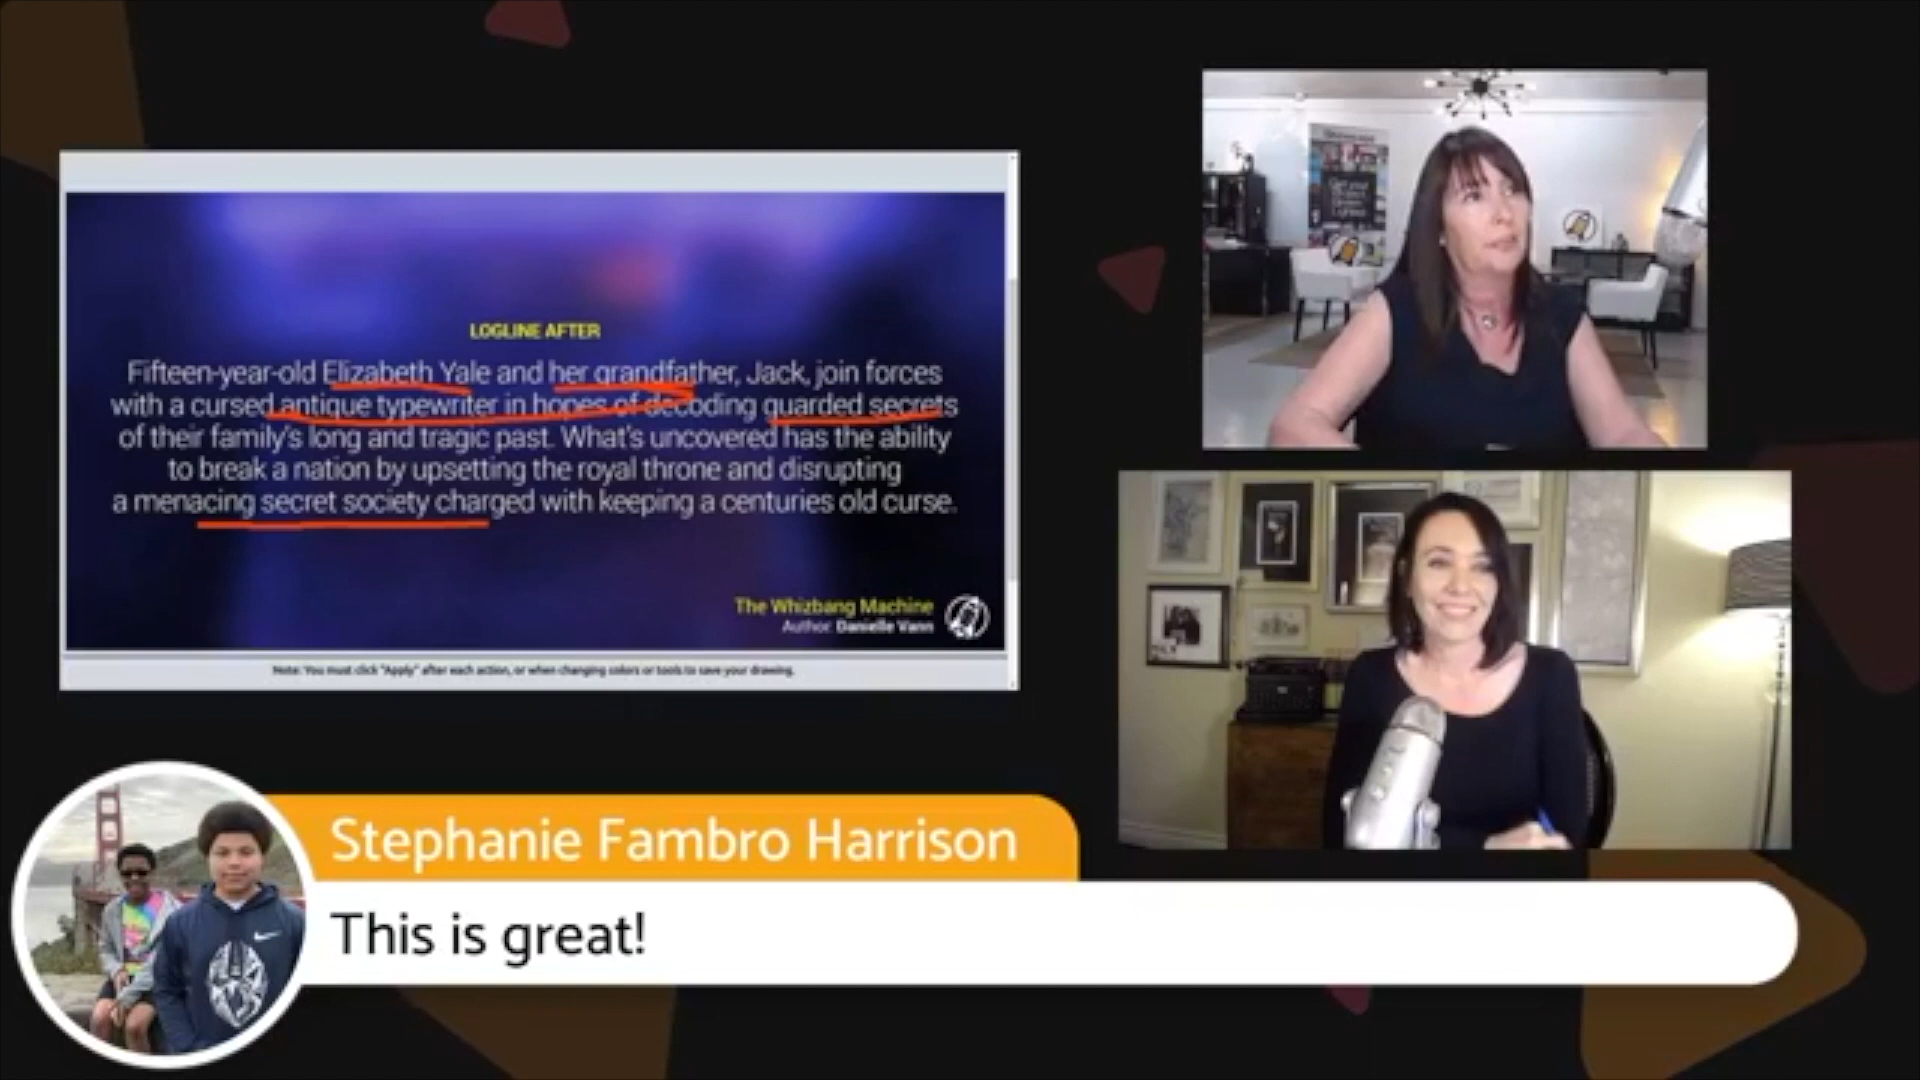 LOGLINE AFTER
Fifteen-year-old Elizabeth Yale and her grandfather, Jack, join forces
with a cursed antique typewriter in hopes of decoding guarded secrets
of their family's long and tragic past. What's uncovered has the ability
to break a nation by upsetting the royal throne and disrupting
a menacing secret society charged with keeping a centuries old curse.
The Whizbang Machine
Author: Danielle Vann
Note: You must click "Apply" after each action, or when changing colors or tools to save your drawing.
Stephanie Fambro Harrison
This is great!